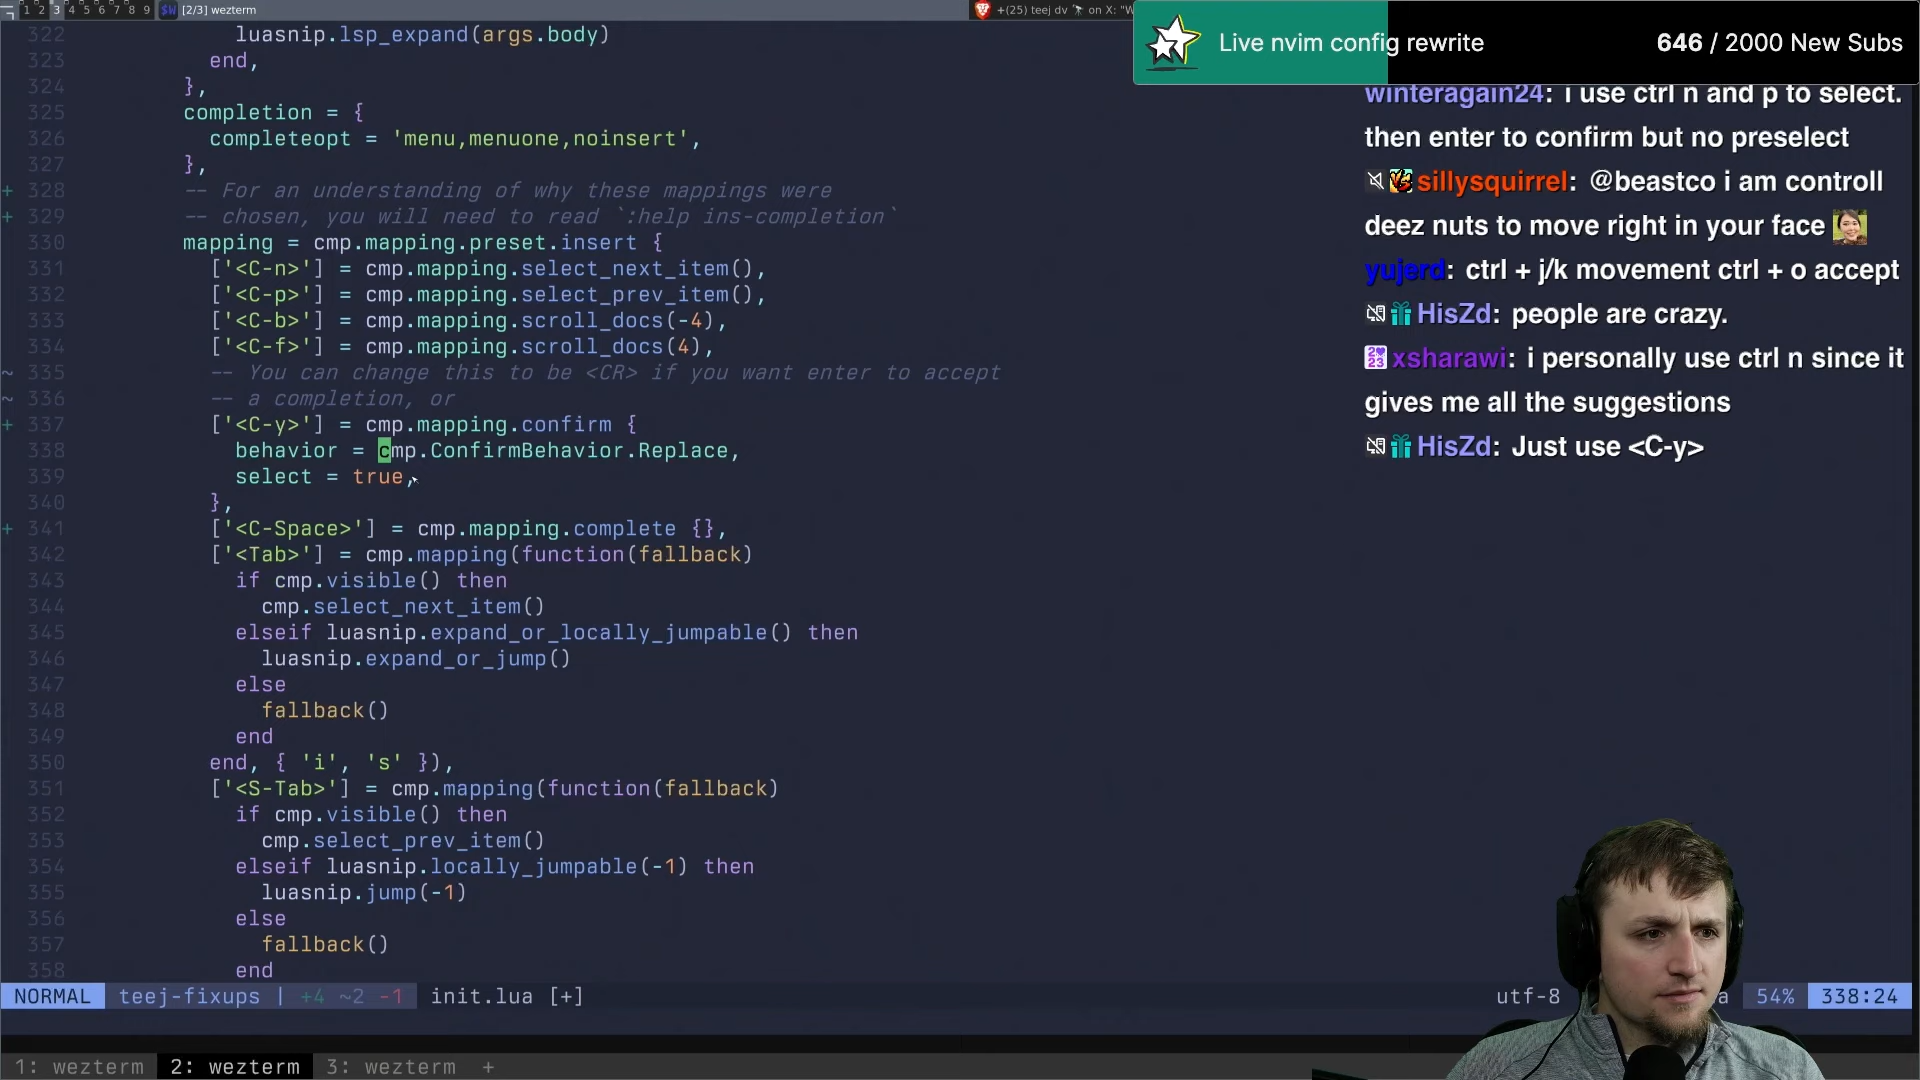 1 2 3 4 5 6 7 8 9 [2/3] wezterm
+(25) teej dv on X: "W
Live nvim config rewrite
646 / 2000 New Subs
322 luasnip.lsp_expand(args.body)
323 end,
324 },
325 completion = {
326 completeopt = 'menu,menuone,noinsert',
327 },
+ 328 -- For an understanding of why these mappings were
+ 329 -- chosen, you will need to read `:help ins-completion`
330 mapping = cmp.mapping.preset.insert {
331 ['<C-n>'] = cmp.mapping.select_next_item(),
332 ['<C-p>'] = cmp.mapping.select_prev_item(),
333 ['<C-b>'] = cmp.mapping.scroll_docs(-4),
334 ['<C-f>'] = cmp.mapping.scroll_docs(4),
~ 335 -- You can change this to be <CR> if you want enter to accept
~ 336 -- a completion, or
+ 337 ['<C-y>'] = cmp.mapping.confirm {
338 behavior = cmp.ConfirmBehavior.Replace,
339 select = true,
340 },
+ 341 ['<C-Space>'] = cmp.mapping.complete {},
342 ['<Tab>'] = cmp.mapping(function(fallback)
343 if cmp.visible() then
344 cmp.select_next_item()
345 elseif luasnip.expand_or_locally_jumpable() then
346 luasnip.expand_or_jump()
347 else
348 fallback()
349 end
350 end, { 'i', 's' }),
351 ['<S-Tab>'] = cmp.mapping(function(fallback)
352 if cmp.visible() then
353 cmp.select_prev_item()
354 elseif luasnip.locally_jumpable(-1) then
355 luasnip.jump(-1)
356 else
357 fallback()
358 end
winteragain24: i use ctrl n and p to select.
then enter to confirm but no preselect
sillysquirrel: @beastco i am controll
deez nuts to move right in your face
yujerd: ctrl + j/k movement ctrl + o accept
HisZd: people are crazy.
xsharawi: i personally use ctrl n since it
gives me all the suggestions
HisZd: Just use <C-y>
NORMAL teej-fixups | +4 ~2 -1 init.lua [+]
utf-8 a 54% 338:24
1: wezterm 2: wezterm 3: wezterm +